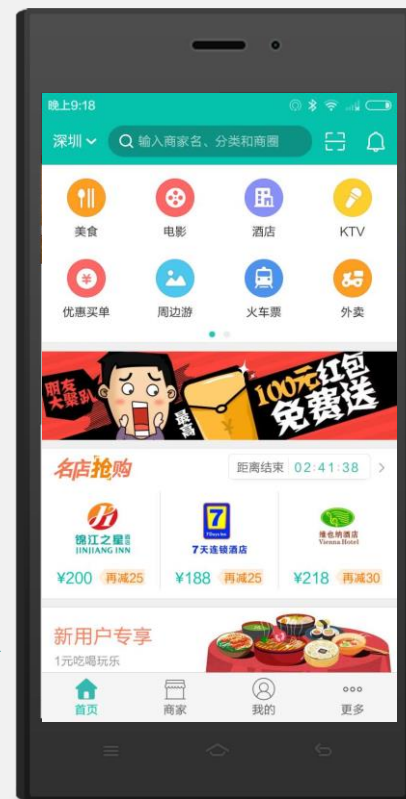 晚上9:18
深圳
输入商家名、分类和商圈
美食
电影
酒店
KTV
优惠买单
周边游
火车票
外卖
朋友
大聚趴
最高
100元红包
免费送
名店抢购
距离结束 02:41:38
锦江之星
JINJIANG INN
7
7天连锁酒店
维也纳酒店
Vienna Hotel
¥200 再减25
¥188 再减25
¥218 再减30
新用户专享
1元吃喝玩乐
首页
商家
我的
更多